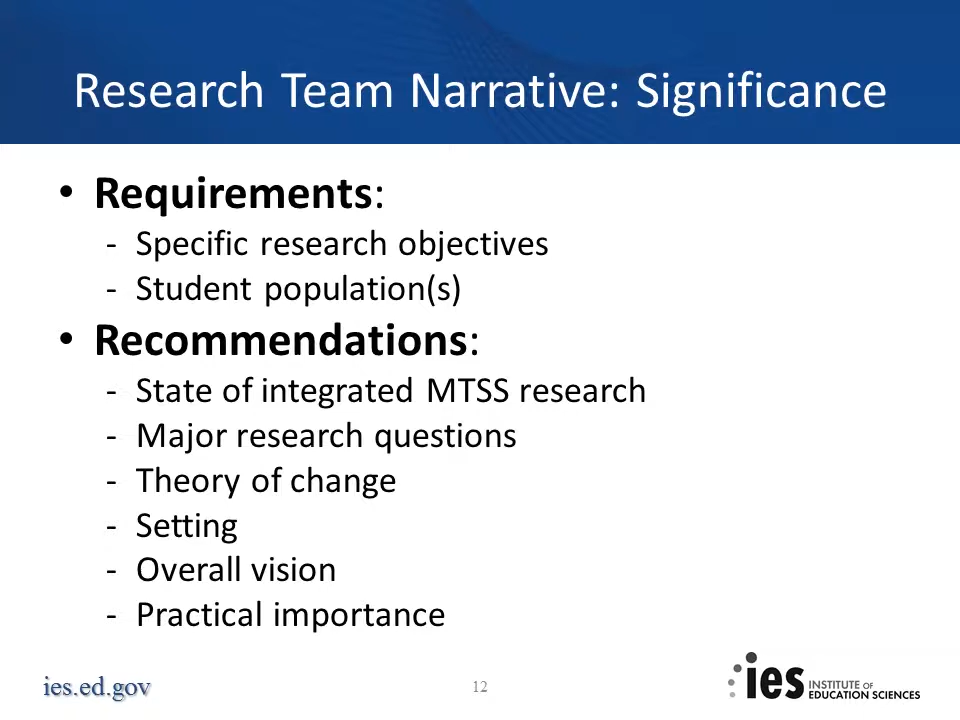 Research Team Narrative: Significance
• Requirements:
- Specific research objectives
- Student population(s)
• Recommendations:
- State of integrated MTSS research
- Major research questions
- Theory of change
- Setting
- Overall vision
- Practical importance
ies.ed.gov
12
ies INSTITUTE OF
EDUCATION SCIENCES